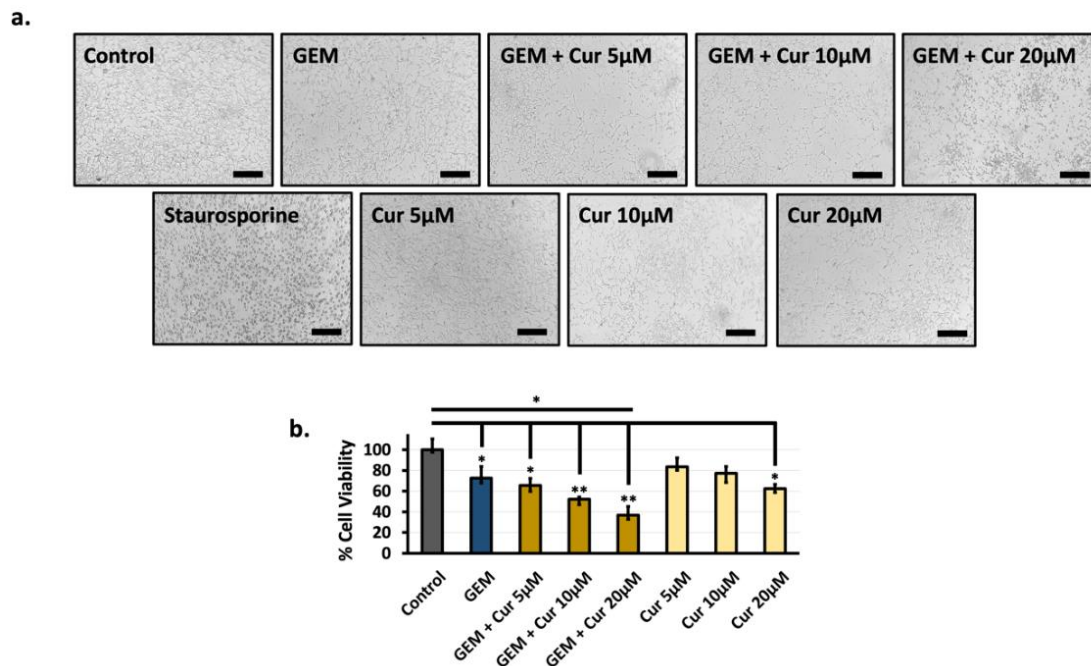 a.
Control
GEM
GEM + Cur 5µM
GEM + Cur 10µM
GEM + Cur 20µM
Staurosporine
Cur 5µM
Cur 10µM
Cur 20µM
b.
*
% Cell Viability
100
80
60
40
20
0
*
*
**
**
*
Control
GEM
GEM + Cur 5µM
GEM + Cur 10µM
GEM + Cur 20µM
Cur 5µM
Cur 10µM
Cur 20µM